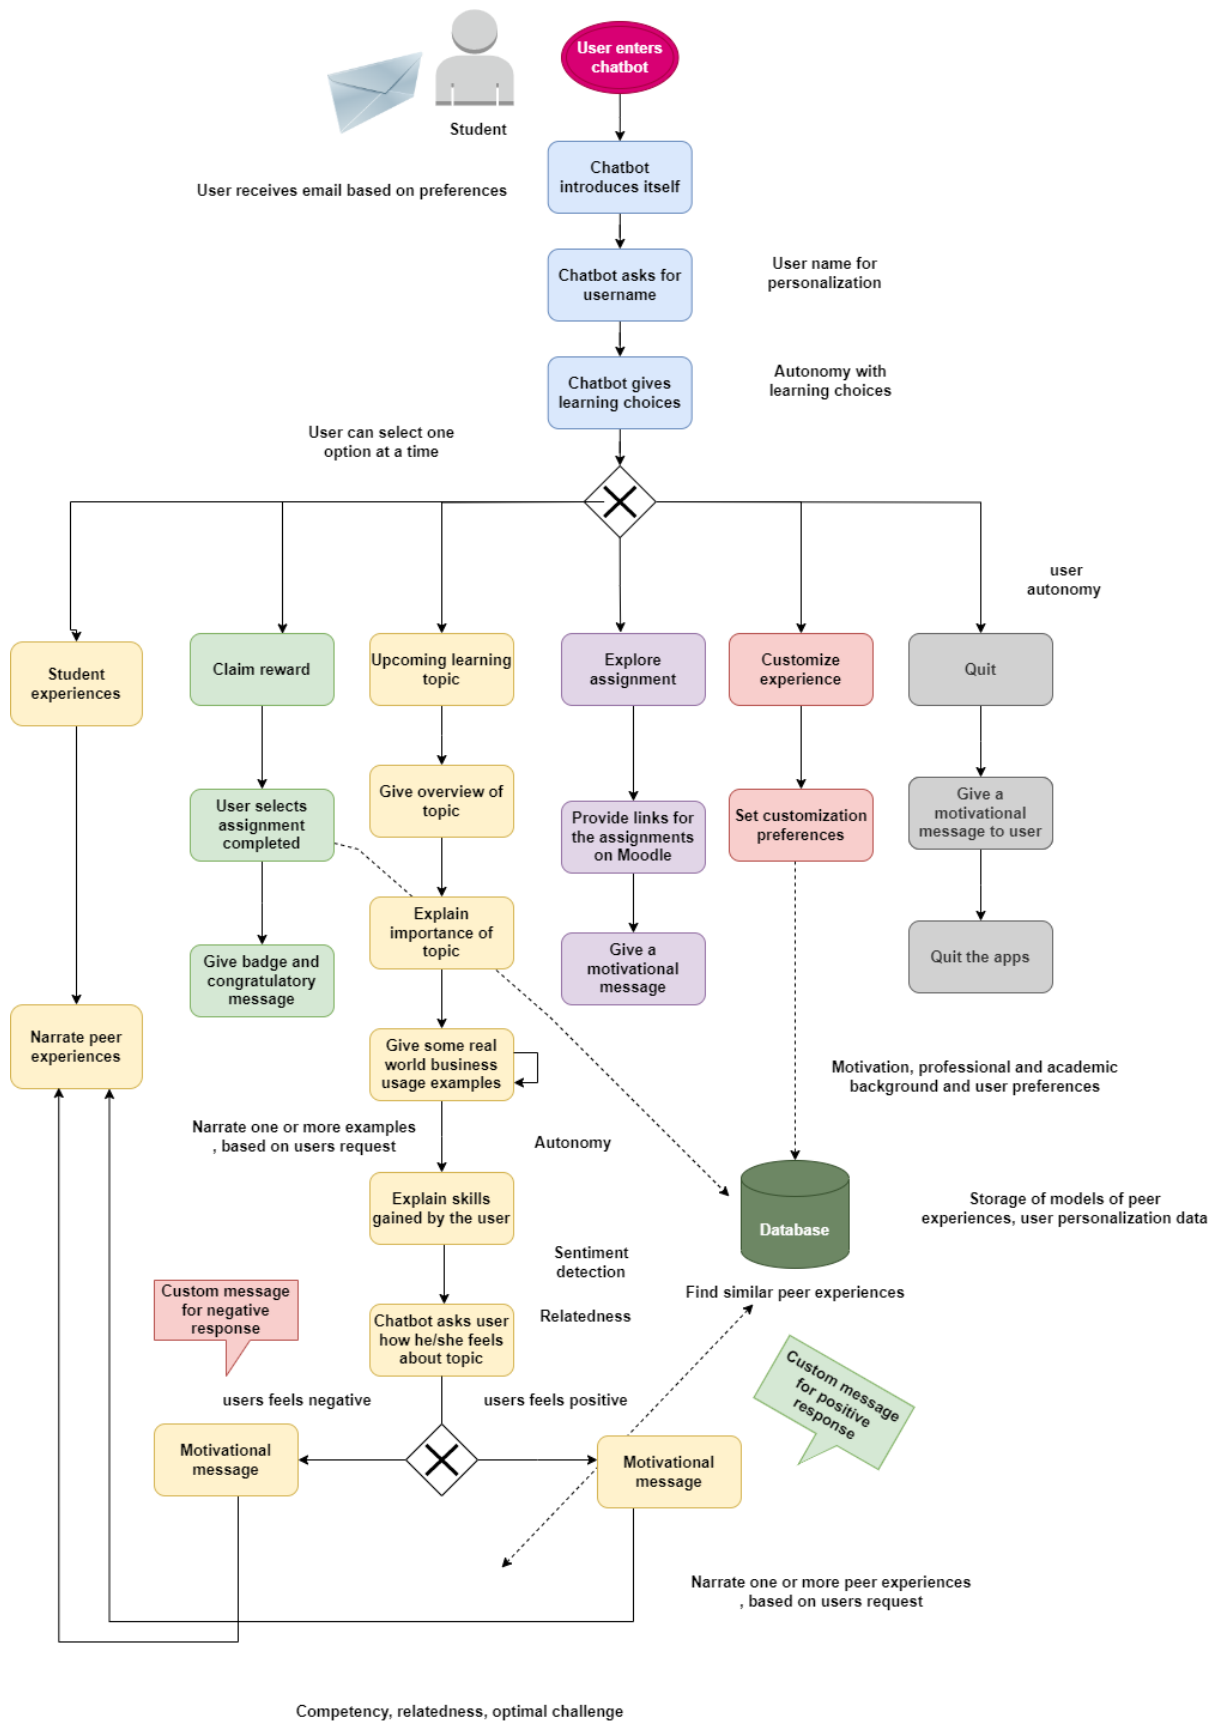 User enters
chatbot
Student
Chatbot
introduces itself
User receives email based on preferences
Chatbot asks for
username
User name for
personalization
Chatbot gives
learning choices
Autonomy with
learning choices
User can select one
option at a time
user
autonomy
Student
experiences
Claim reward
Upcoming learning
topic
Explore
assignment
Customize
experience
Quit
User selects
assignment
completed
Give overview of
topic
Provide links for
the assignments
on Moodle
Set customization
preferences
Give a
motivational
message to user
Explain
importance of
topic
Give badge and
congratulatory
message
Give a
motivational
message
Quit the apps
Narrate peer
experiences
Give some real
world business
usage examples
Motivation, professional and academic
background and user preferences
Narrate one or more examples
, based on users request
Autonomy
Explain skills
gained by the user
Database
Storage of models of peer
experiences, user personalization data
Sentiment
detection
Find similar peer experiences
Custom message
for negative
response
Relatedness
Chatbot asks user
how he/she feels
about topic
Custom message
for positive
response
users feels negative
users feels positive
Motivational
message
Motivational
message
Narrate one or more peer experiences
, based on users request
Competency, relatedness, optimal challenge